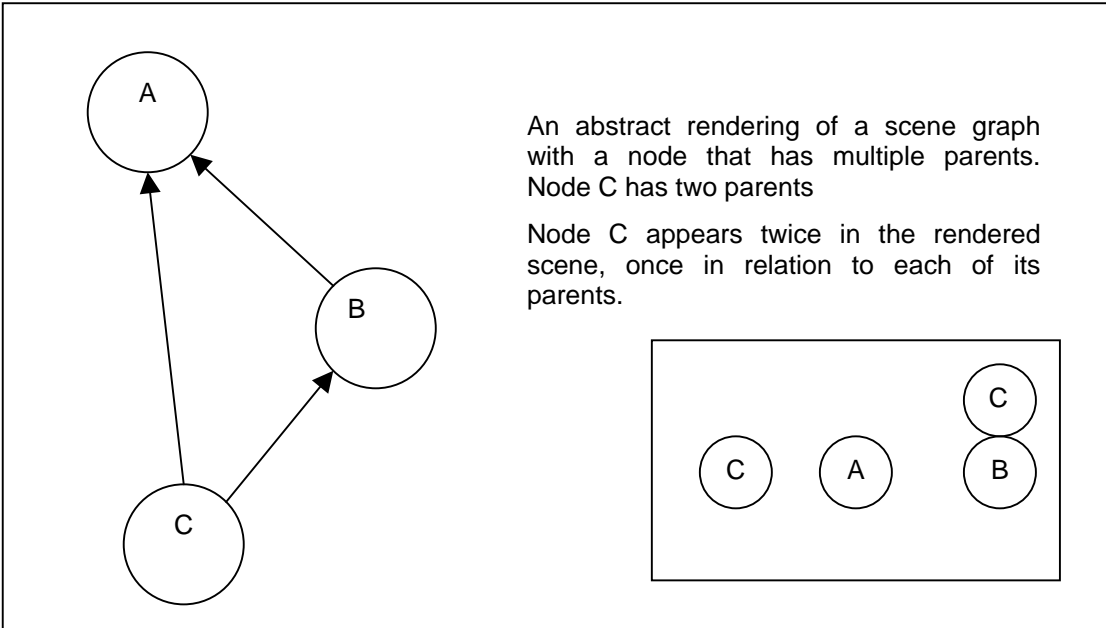 A
An abstract rendering of a scene graph
with a node that has multiple parents.
Node C has two parents
Node C appears twice in the rendered
scene, once in relation to each of its
parents.
B
C
C
C A B